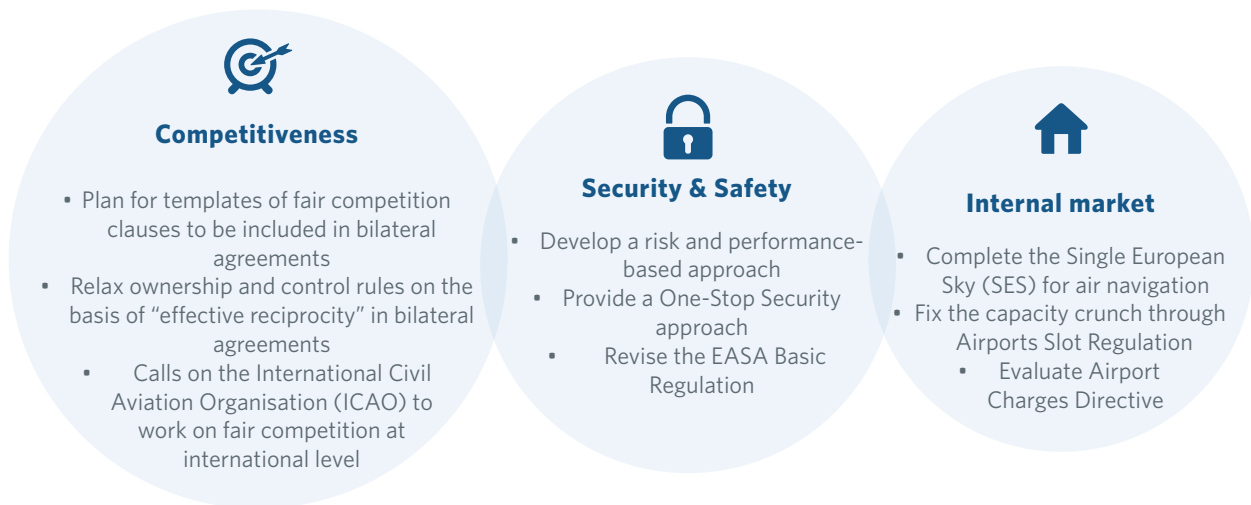 Competitiveness
• Plan for templates of fair competition
clauses to be included in bilateral
agreements
• Relax ownership and control rules on the
basis of “effective reciprocity” in bilateral
agreements
• Calls on the International Civil
Aviation Organisation (ICAO) to
work on fair competition at
international level
Security & Safety
• Develop a risk and performance-
based approach
• Provide a One-Stop Security
approach
• Revise the EASA Basic
Regulation
Internal market
• Complete the Single European
Sky (SES) for air navigation
• Fix the capacity crunch through
Airports Slot Regulation
• Evaluate Airport
Charges Directive